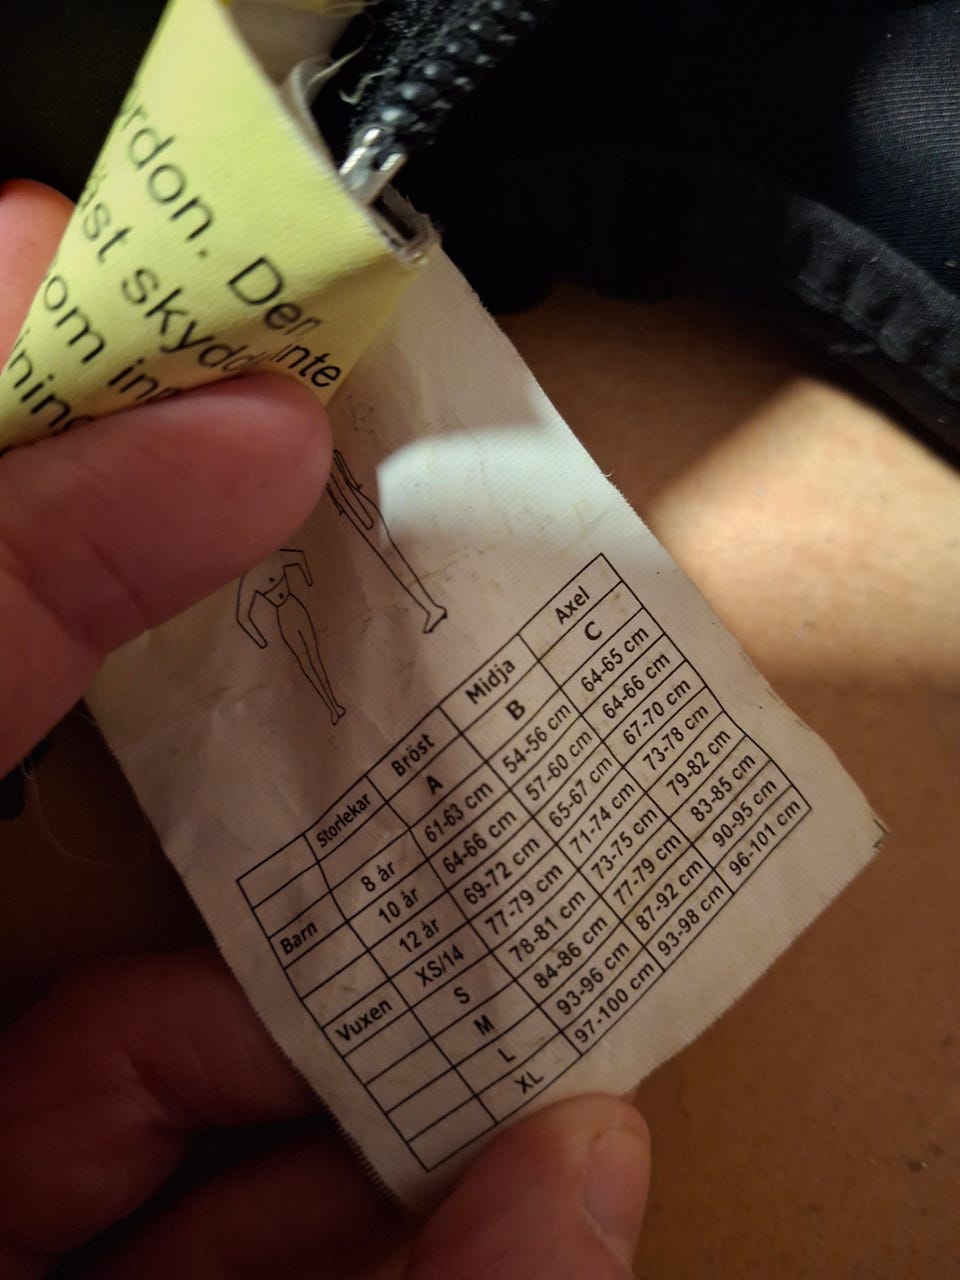 rdon. Den inte
äst skydd
om in
ning
Storlekar Bröst Midja Axel
A B C
Barn 8 år 61-63 cm 54-56 cm 64-65 cm
10 år 64-66 cm 57-60 cm 64-66 cm
12 år 69-72 cm 65-67 cm 67-70 cm
Vuxen XS/14 77-79 cm 71-74 cm 73-78 cm
S 78-81 cm 73-75 cm 79-82 cm
M 84-86 cm 77-79 cm 83-85 cm
L 93-96 cm 87-92 cm 90-95 cm
XL 97-100 cm 93-98 cm 96-101 cm